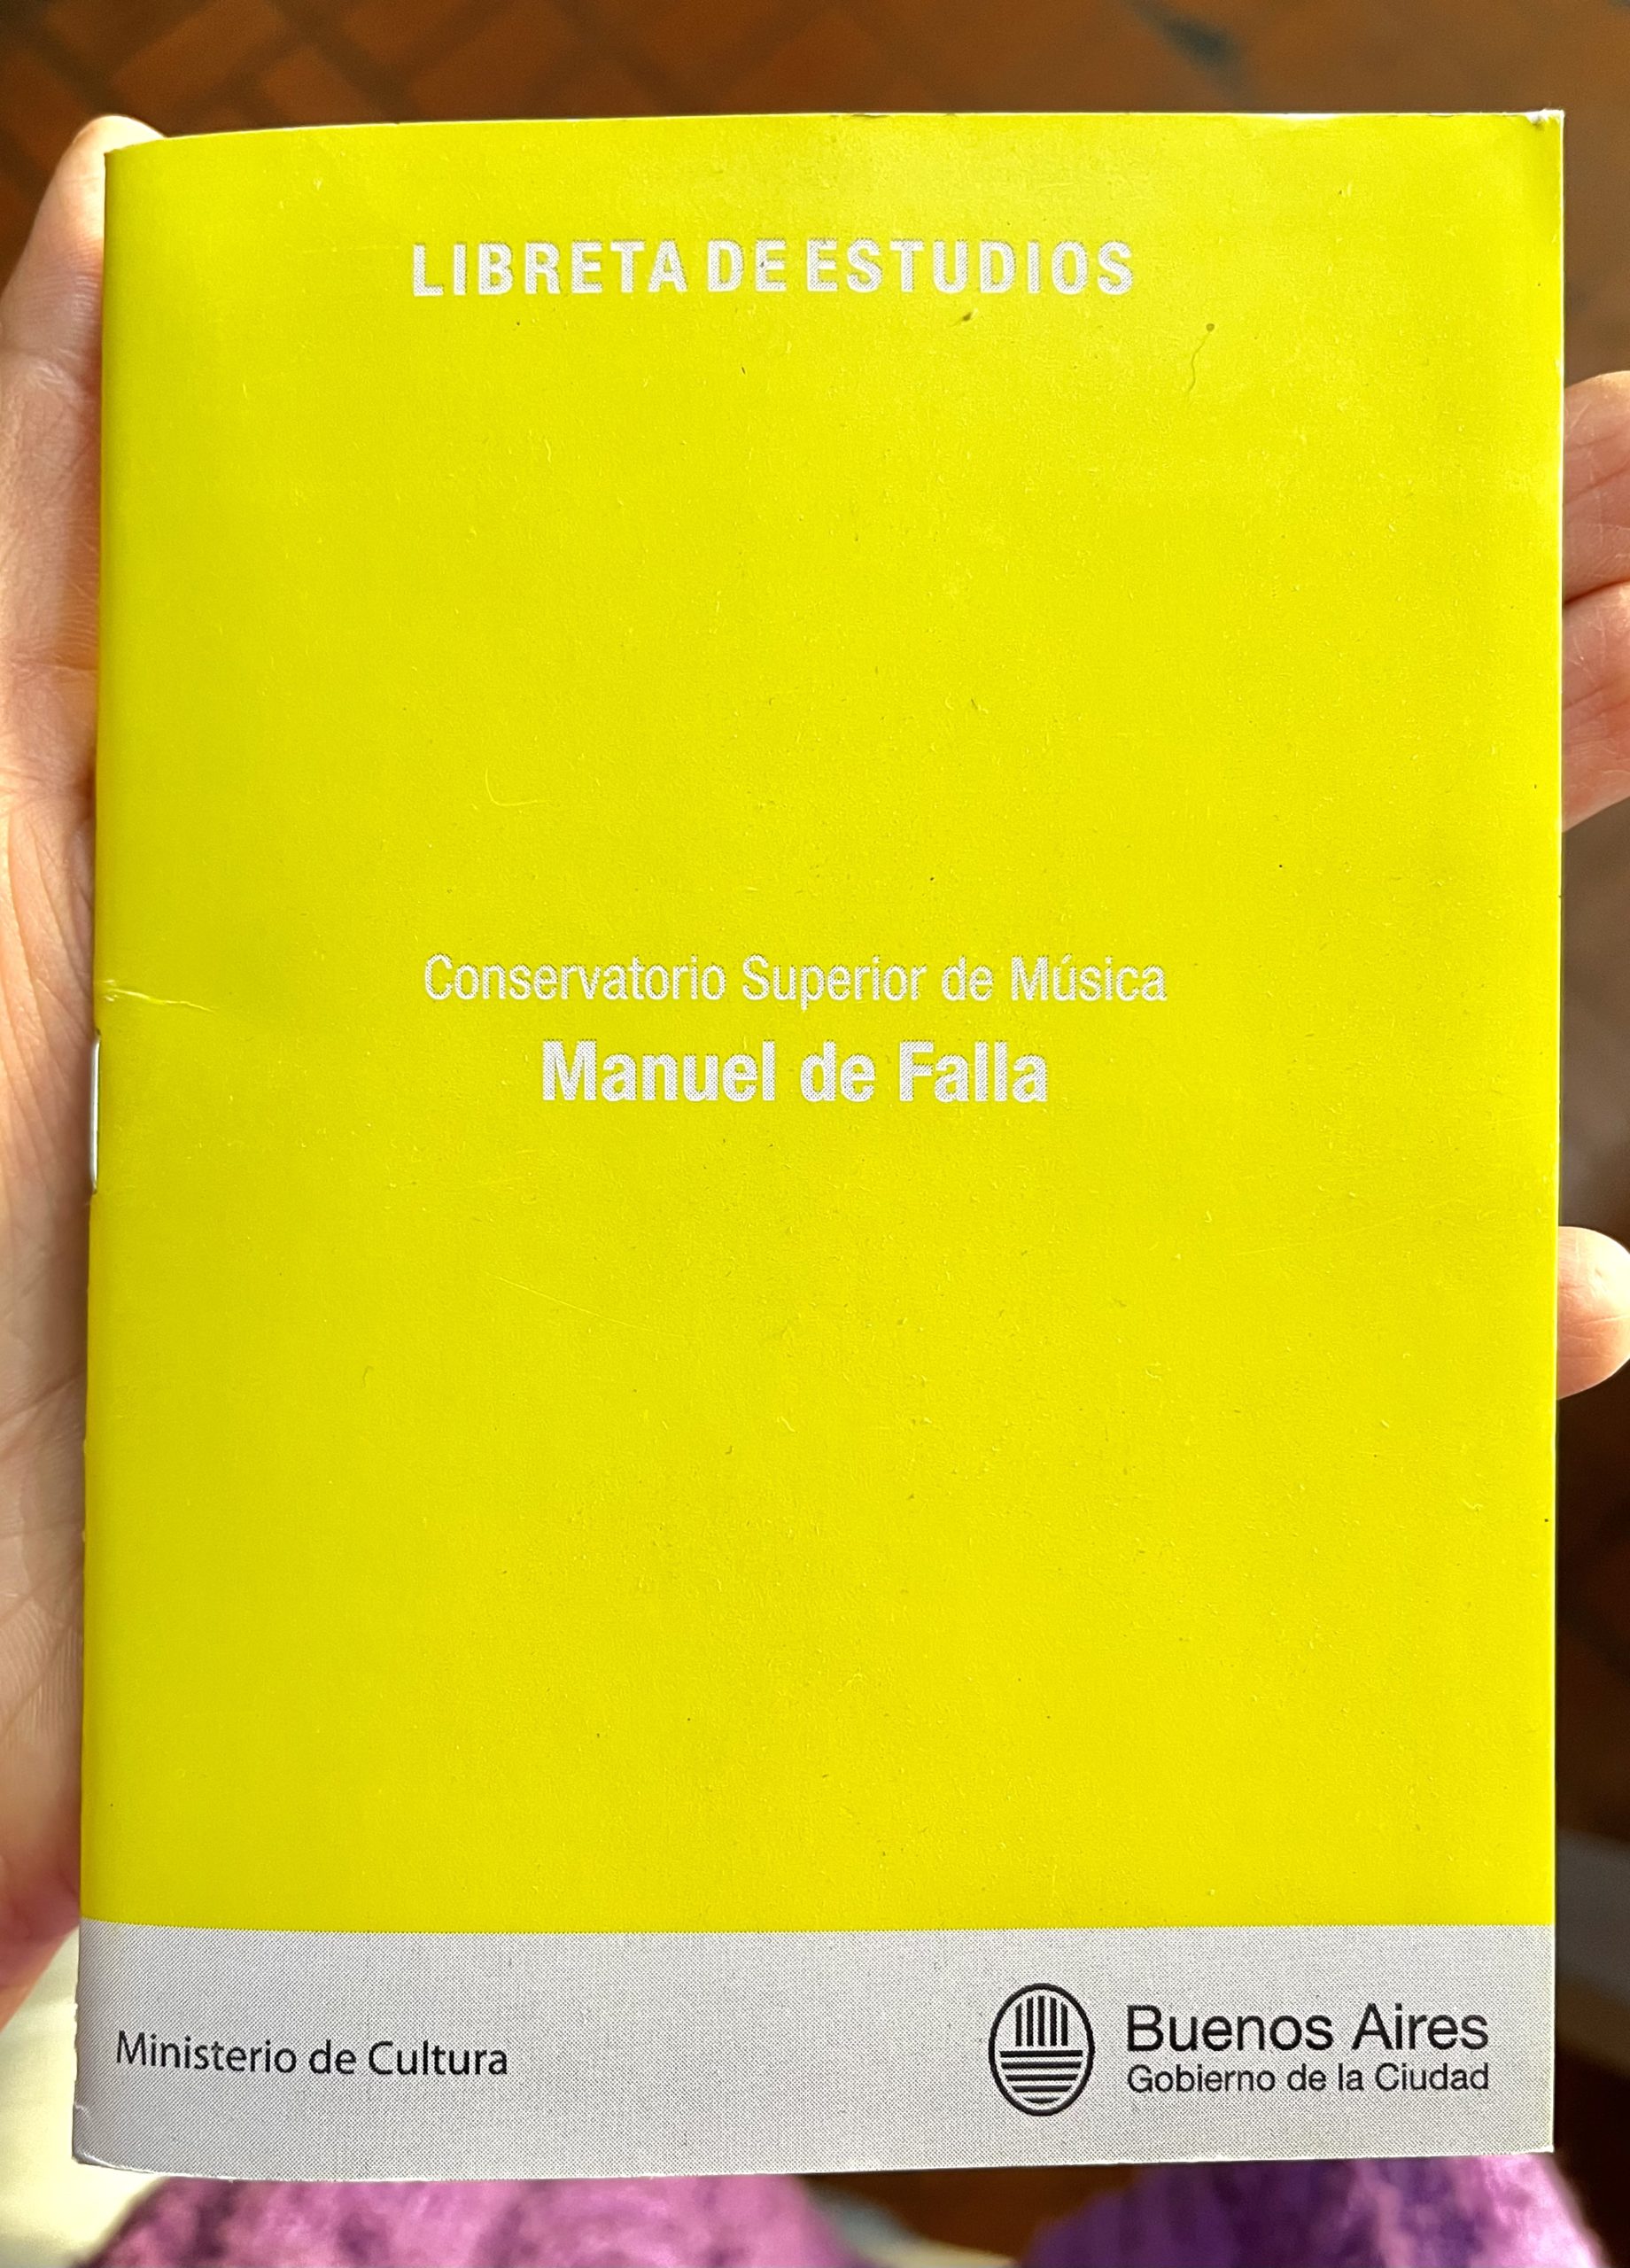 LIBRETA DE ESTUDIOS
Conservatorio Superior de Música
Manuel de Falla
Ministerio de Cultura
Buenos Aires
Gobierno de la Ciudad